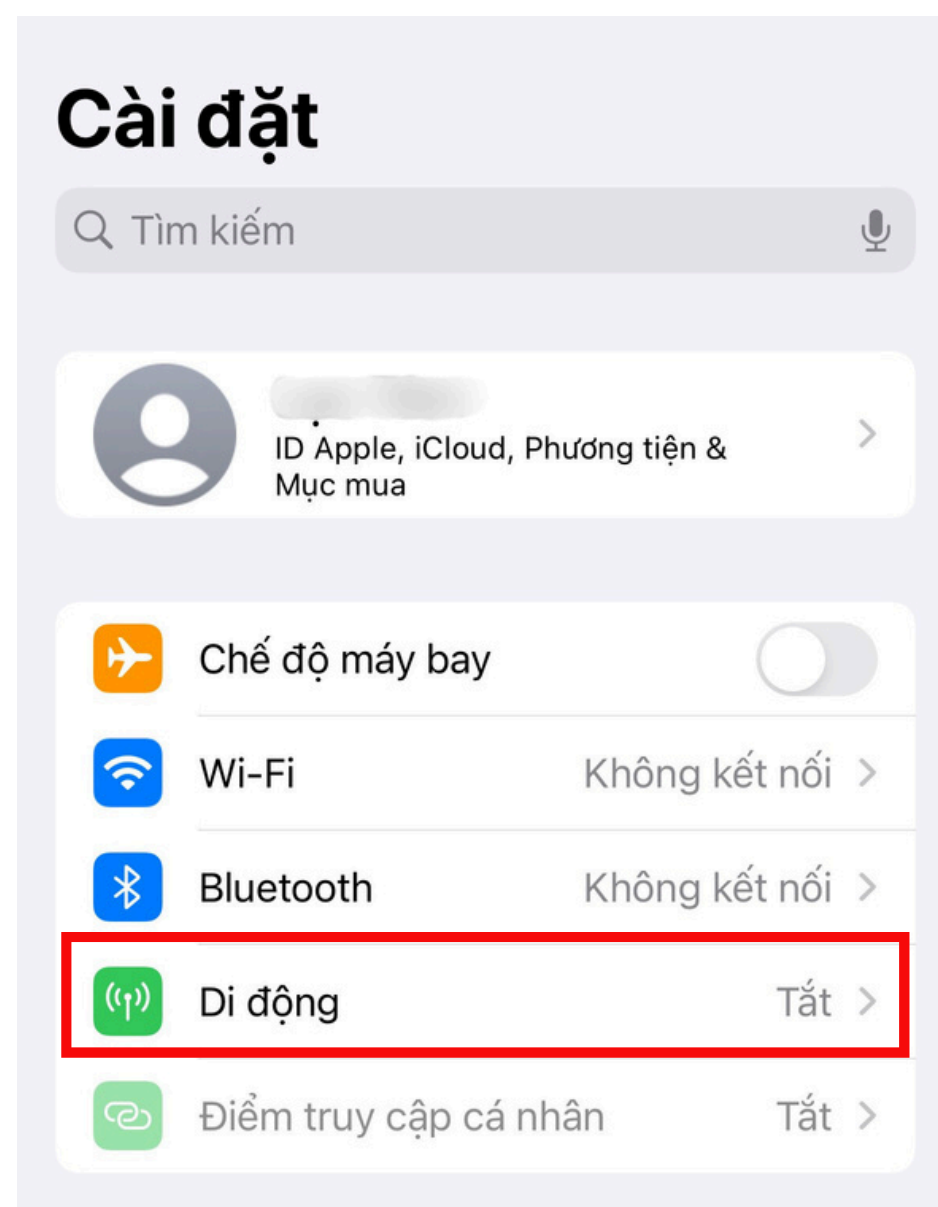 Cài đặt
Tìm kiếm
ID Apple, iCloud, Phương tiện &
Mục mua
Chế độ máy bay
Wi-Fi Không kết nối
Bluetooth Không kết nối
Di động Tắt
Điểm truy cập cá nhân Tắt